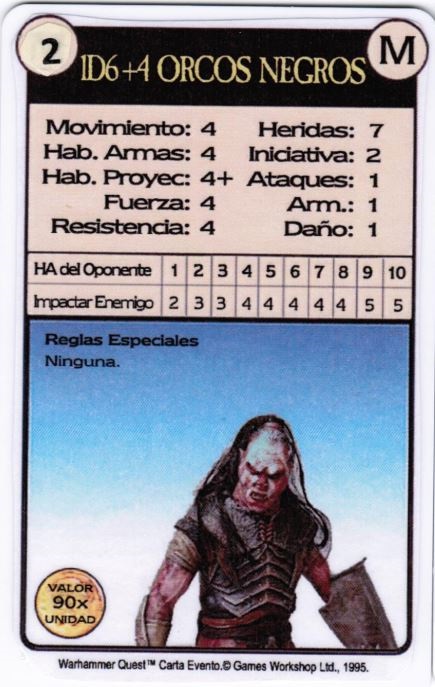 2
1D6+4 ORCOS NEGROS
M
Movimiento: 4 Heridas: 7
Hab. Armas: 4 Iniciativa: 2
Hab. Proyec: 4+ Ataques: 1
Fuerza: 4 Arm.: 1
Resistencia: 4 Daño: 1
HA del Oponente 1 2 3 4 5 6 7 8 9 10
Impactar Enemigo 2 3 3 4 4 4 4 4 5 5
Reglas Especiales
Ninguna.
VALOR
90x
UNIDAD
Warhammer Quest™ Carta Evento.© Games Workshop Ltd., 1995.